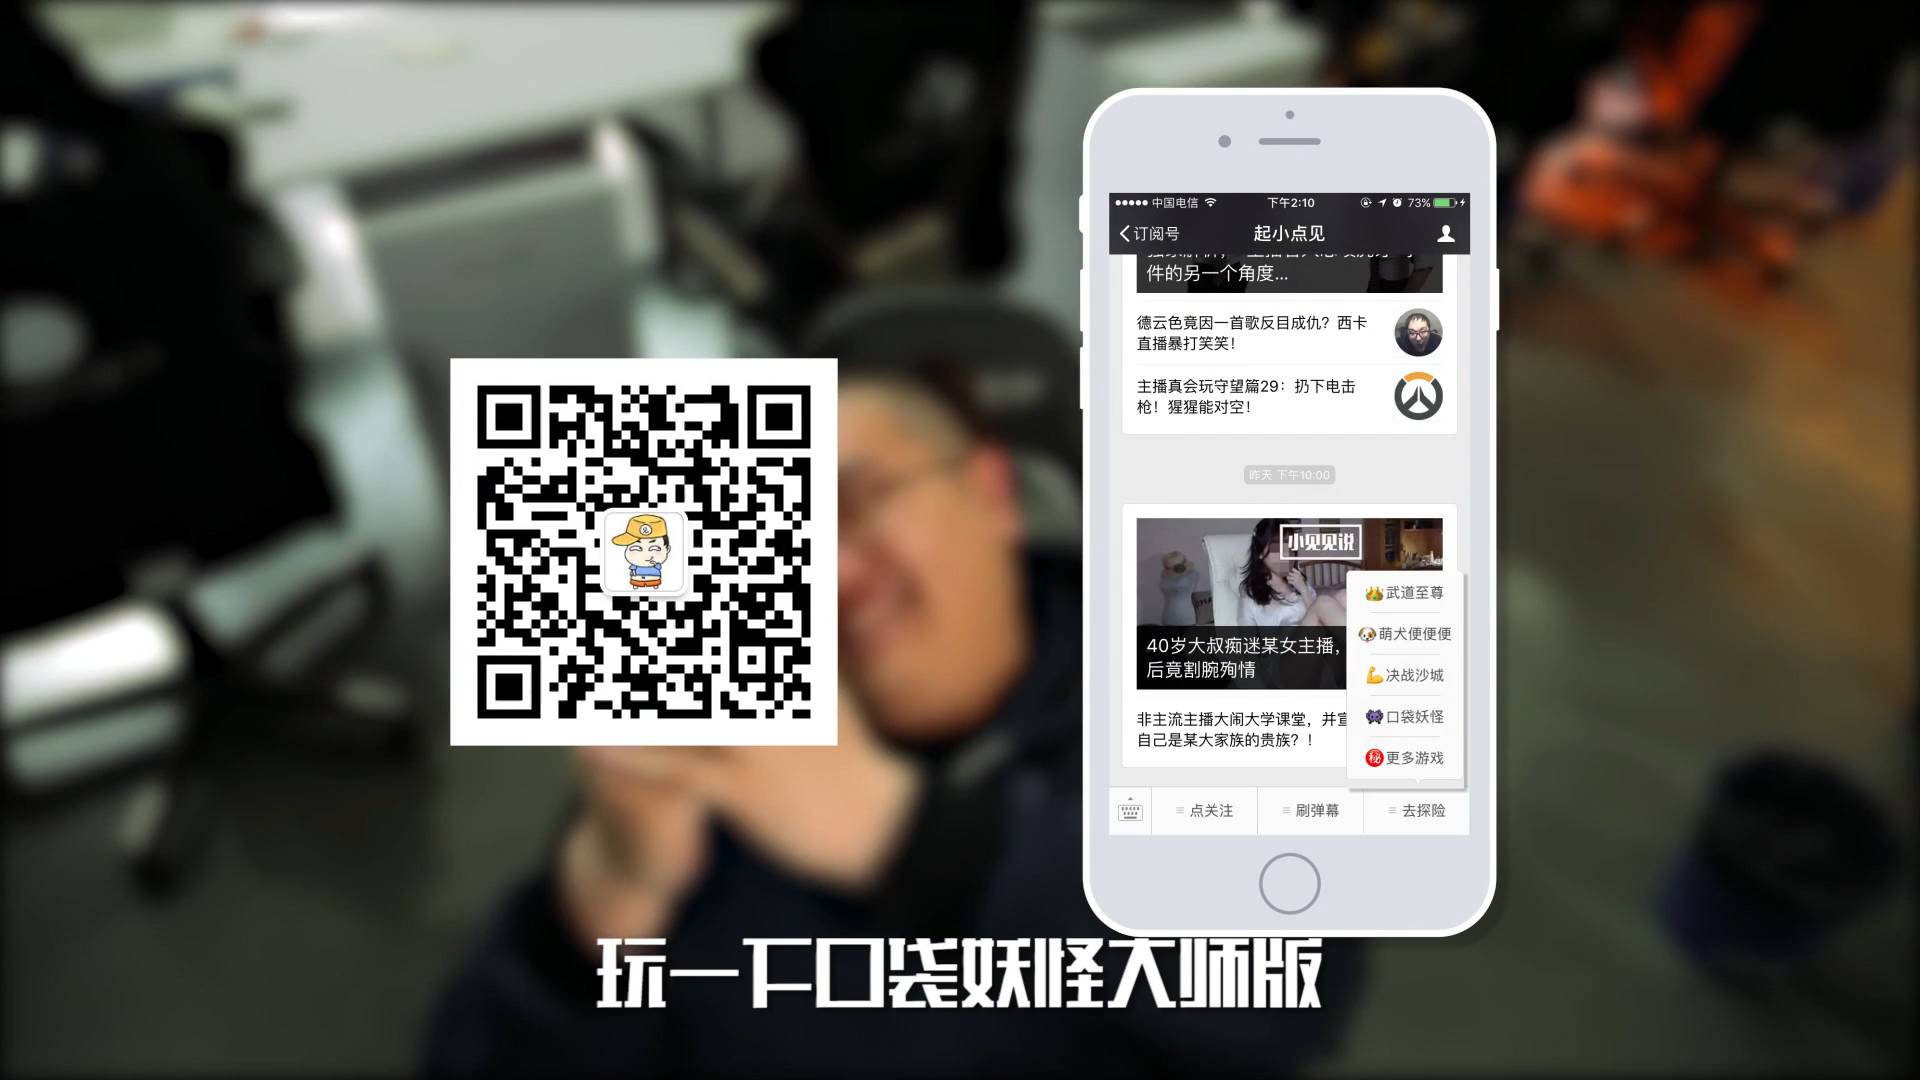 中国电信
下午2:10
73%
订阅号
起小点见
件的另一个角度...
德云色竟因一首歌反目成仇？西卡
直播暴打笑笑！
主播真会玩守望篇29：扔下电击
枪！猩猩能对空！
昨天 下午10:00
小见见说
40岁大叔痴迷某女主播，
后竟割腕殉情
非主流主播大闹大学课堂，并宣
自己是某大家族的贵族？！
武道至尊
萌犬便便便
决战沙城
口袋妖怪
秘更多游戏
点关注
刷弹幕
去探险
玩一下口袋妖怪大师版